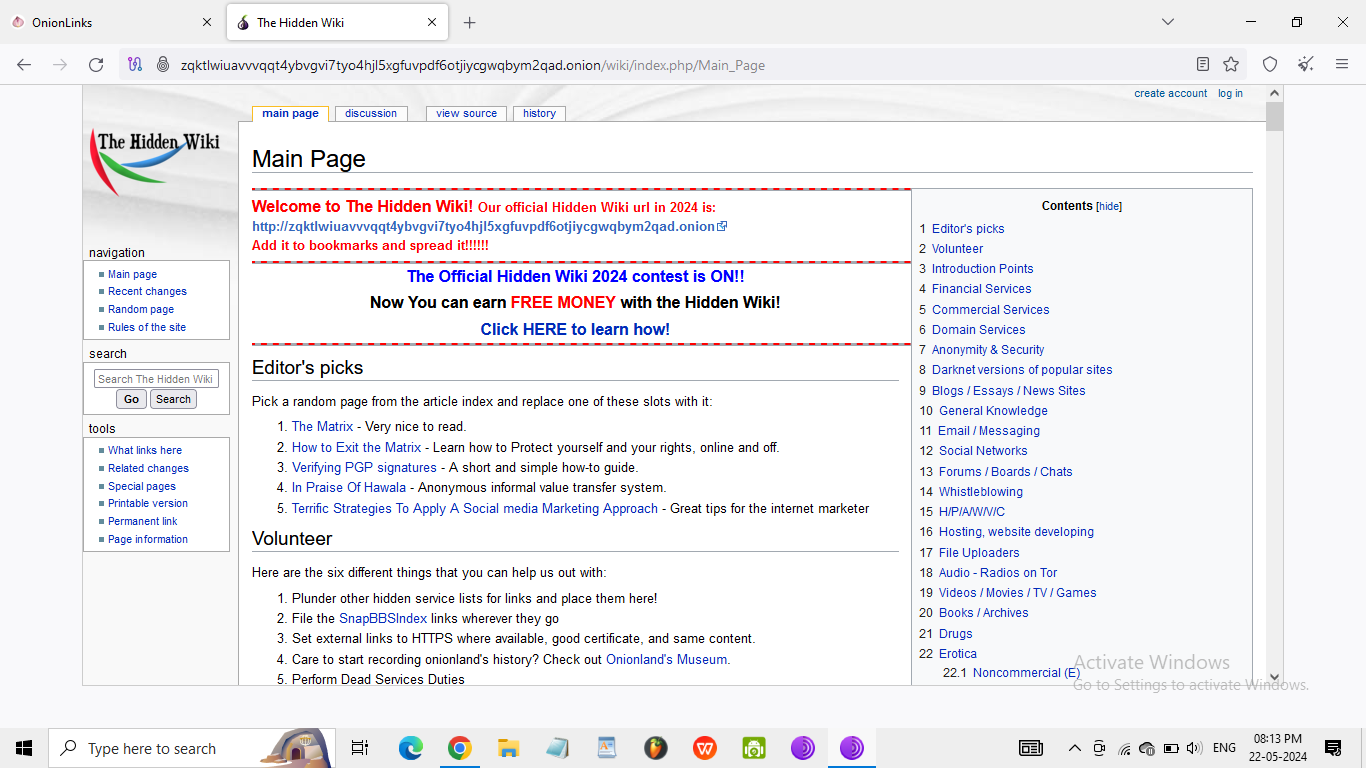 OnionLinks
The Hidden Wiki
zqktlwiuavvvqqt4ybvgvi7tyo4hjl5xgfuvpdf6otjiycgwqbym2qad.onion/wiki/index.php/Main_Page
create account log in
main page discussion view source history
The Hidden Wiki
Main Page
Welcome to The Hidden Wiki! Our official Hidden Wiki url in 2024 is:
http://zqktlwiuavvvqqt4ybvgvi7tyo4hjl5xgfuvpdf6otjiycgwqbym2qad.onion
Add it to bookmarks and spread it!!!!!!
The Official Hidden Wiki 2024 contest is ON!!
Now You can earn FREE MONEY with the Hidden Wiki!
Click HERE to learn how!
navigation
Main page
Recent changes
Random page
Rules of the site
search
Search The Hidden Wiki
Go Search
tools
What links here
Related changes
Special pages
Printable version
Permanent link
Page information
Editor's picks
Pick a random page from the article index and replace one of these slots with it:
1. The Matrix - Very nice to read.
2. How to Exit the Matrix - Learn how to Protect yourself and your rights, online and off.
3. Verifying PGP signatures - A short and simple how-to guide.
4. In Praise Of Hawala - Anonymous informal value transfer system.
5. Terrific Strategies To Apply A Social media Marketing Approach - Great tips for the internet marketer
Volunteer
Here are the six different things that you can help us out with:
1. Plunder other hidden service lists for links and place them here!
2. File the SnapBBSIndex links wherever they go
3. Set external links to HTTPS where available, good certificate, and same content.
4. Care to start recording onionland's history? Check out Onionland's Museum.
5. Perform Dead Services Duties
Contents [hide]
1 Editor's picks
2 Volunteer
3 Introduction Points
4 Financial Services
5 Commercial Services
6 Domain Services
7 Anonymity & Security
8 Darknet versions of popular sites
9 Blogs / Essays / News Sites
10 General Knowledge
11 Email / Messaging
12 Social Networks
13 Forums / Boards / Chats
14 Whistleblowing
15 H/P/A/W/V/C
16 Hosting, website developing
17 File Uploaders
18 Audio - Radios on Tor
19 Videos / Movies / TV / Games
20 Books / Archives
21 Drugs
22 Erotica
22.1 Noncommercial (E)
Activate Windows
Go to Settings to activate Windows.
Type here to search
ENG
08:13 PM
22-05-2024